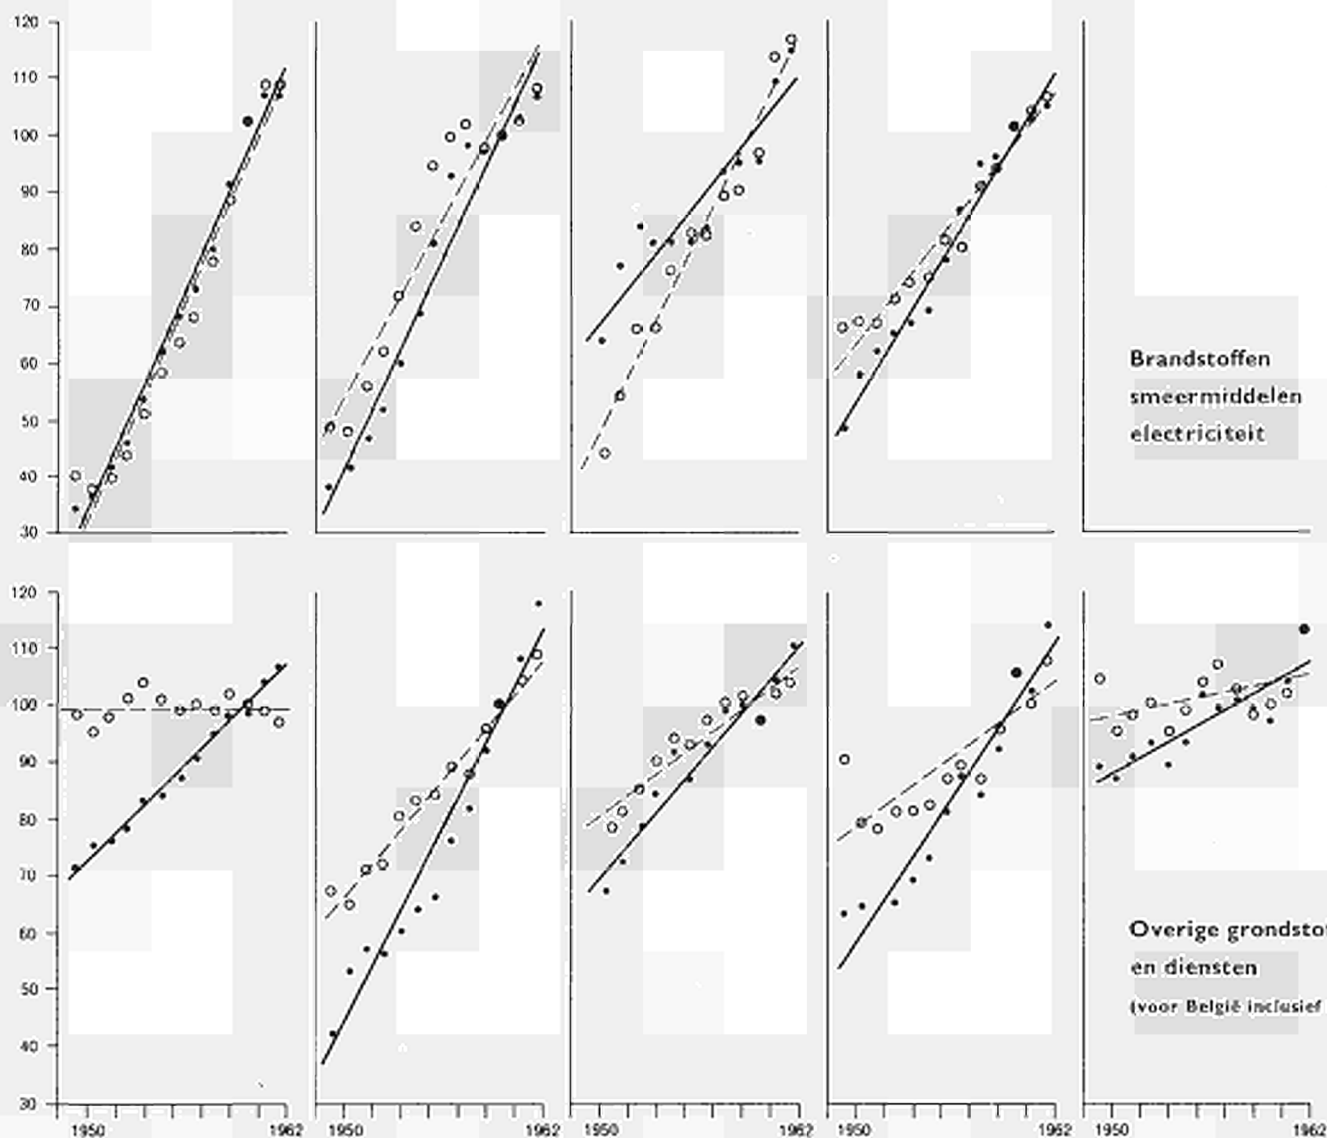 120
110
100
90
80
70
60
50
40
30
Brandstoffen
smeermiddelen
electriciteit
120
110
100
90
80
70
60
50
40
30
Overige grondsto
en diensten
(voor België inclusief
1950 1962 1950 1962 1950 1962 1950 1962 1950 1962